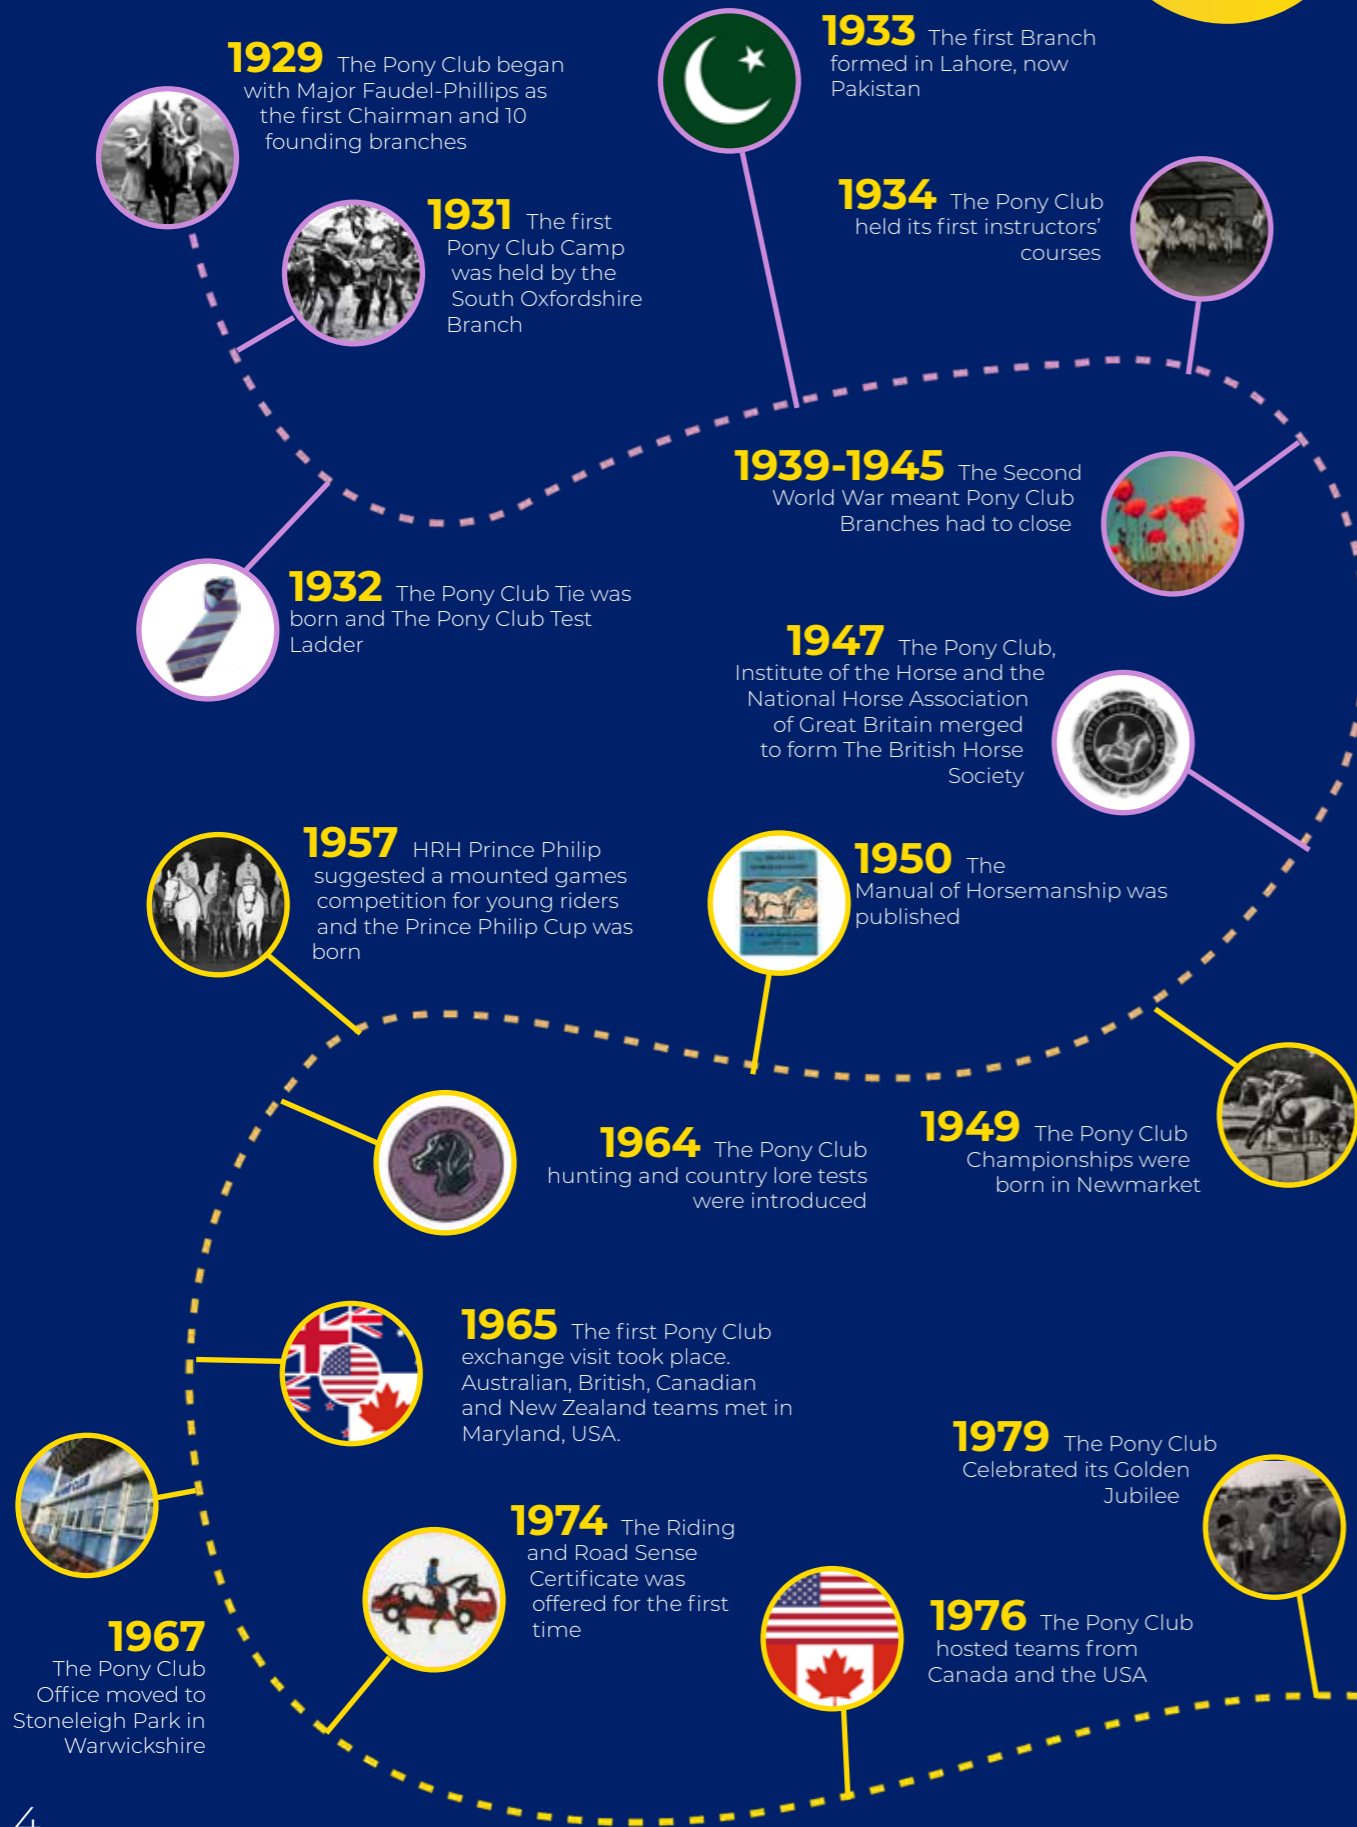 1929 The Pony Club began
with Major Faudel-Phillips as
the first Chairman and 10
founding branches
1931 The first
Pony Club Camp
was held by the
South Oxfordshire
Branch
1932 The Pony Club Tie was
born and The Pony Club Test
Ladder
1933 The first Branch
formed in Lahore, now
Pakistan
1934 The Pony Club
held its first instructors'
courses
1939-1945 The Second
World War meant Pony Club
Branches had to close
1947 The Pony Club,
Institute of the Horse and the
National Horse Association
of Great Britain merged
to form The British Horse
Society
1949 The Pony Club
Championships were
born in Newmarket
1950 The
Manual of Horsemanship was
published
1957 HRH Prince Philip
suggested a mounted games
competition for young riders
and the Prince Philip Cup was
born
THE PONY CLUB
1964 The Pony Club
hunting and country lore tests
were introduced
1965 The first Pony Club
exchange visit took place.
Australian, British, Canadian
and New Zealand teams met in
Maryland, USA.
1967
The Pony Club
Office moved to
Stoneleigh Park in
Warwickshire
1974 The Riding
and Road Sense
Certificate was
offered for the first
time
1976 The Pony Club
hosted teams from
Canada and the USA
1979 The Pony Club
Celebrated its Golden
Jubilee
4